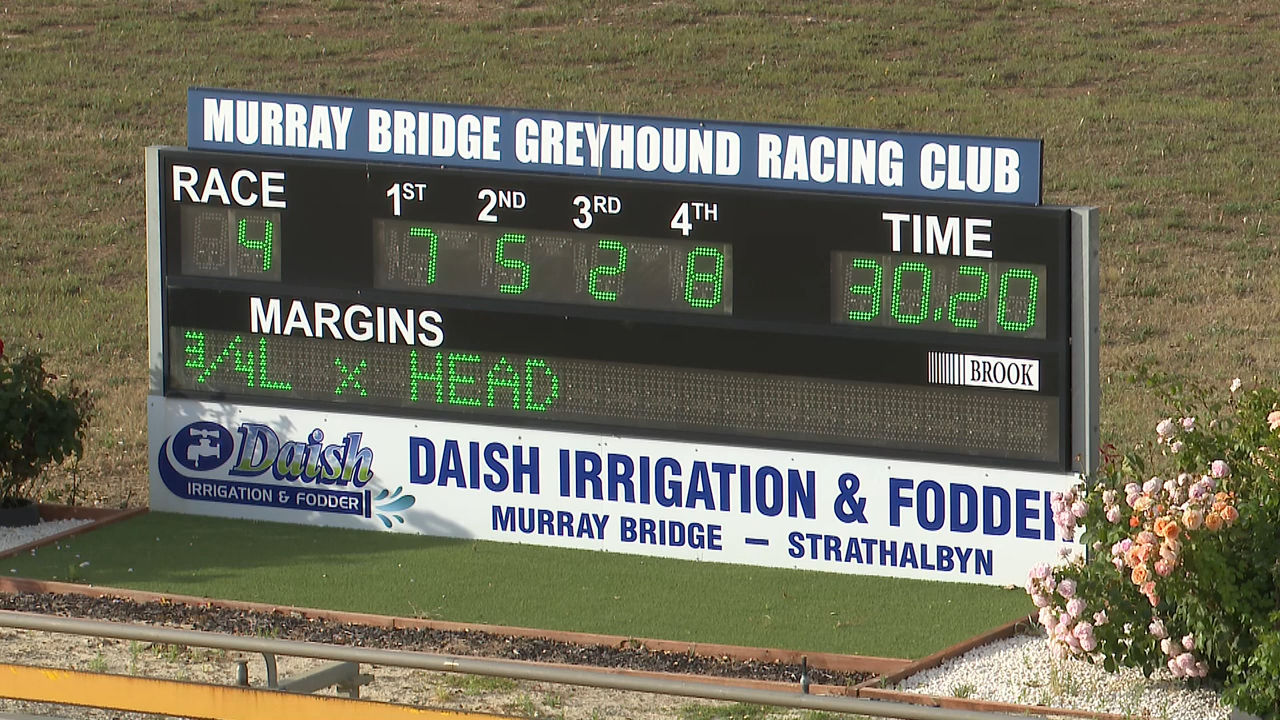 MURRAY BRIDGE GREYHOUND RACING CLUB
RACE 1ST 2ND 3RD 4TH TIME
4 7 5 2 8 30.20
MARGINS
3/4L x HEAD
BROOK
Daish
IRRIGATION & FODDER
DAISH IRRIGATION & FODDER
MURRAY BRIDGE — STRATHALBYN